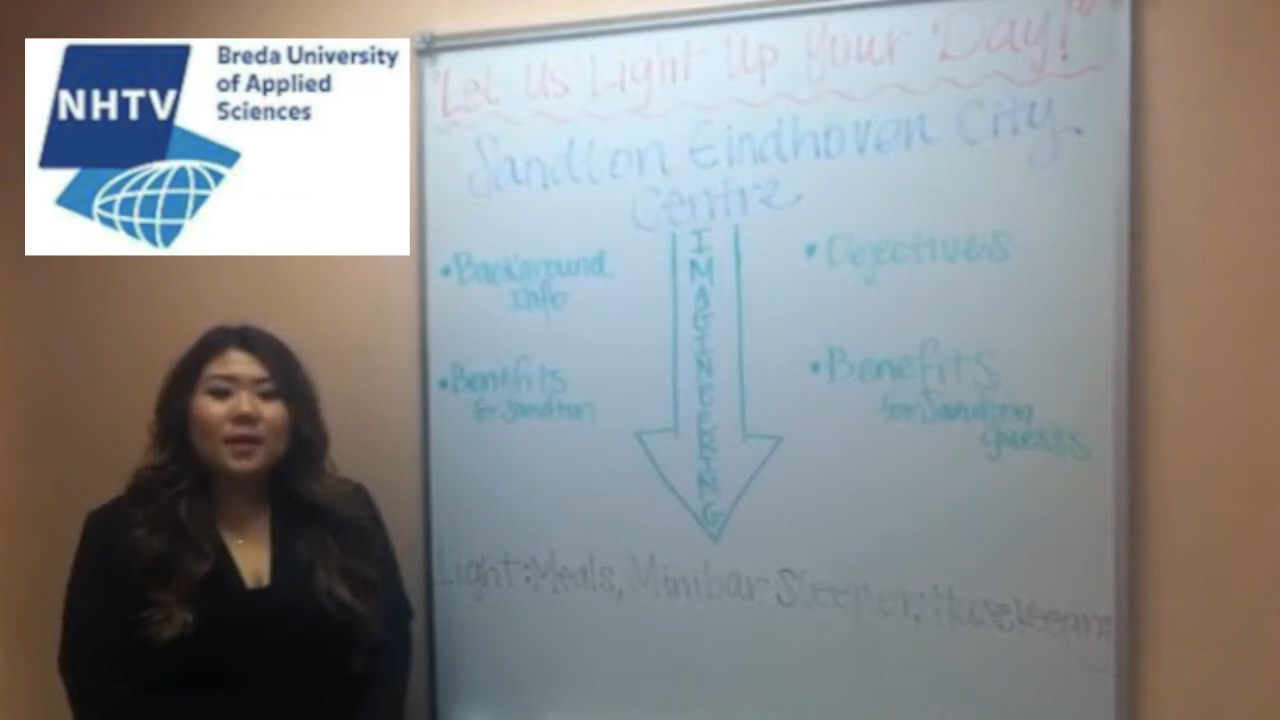 NHTV
Breda University
of Applied
Sciences
"Let Us Light Up Your Day!"
Sandton Eindhoven City
Centre
IMAGINEERING
• Background
Info
• Objectives
• Benefits
for Sandton
• Benefits
for Sandton
guests
Light: Meals, Minibar Sleeper;